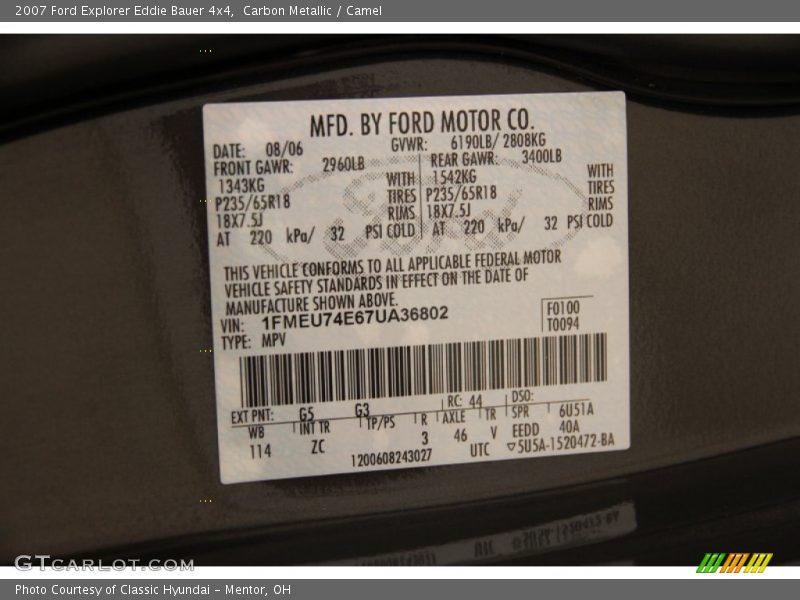 2007 Ford Explorer Eddie Bauer 4x4, Carbon Metallic / Camel
MFD. BY FORD MOTOR CO.
DATE: 08/06 GVWR: 6190LB/ 2808KG
FRONT GAWR: 2960LB REAR GAWR: 3400LB
1343KG WITH 1542KG WITH
P235/65R18 TIRES P235/65R18 TIRES
18X7.5J RIMS 18X7.5J RIMS
AT 220 kPa/ 32 PSI COLD AT 220 kPa/ 32 PSI COLD
Ford
THIS VEHICLE CONFORMS TO ALL APPLICABLE FEDERAL MOTOR
VEHICLE SAFETY STANDARDS IN EFFECT ON THE DATE OF
MANUFACTURE SHOWN ABOVE.
VIN: 1FMEU74E67UA36802 F0100
TYPE: MPV T0094
EXT PNT: G5 G3 RC: 44 DSO:
WB INT TR TP/PS R AXLE TR SPR 6U51A
114 ZC 3 46 V EEDD 40A
1200608243027 UTC ▽5U5A-1520472-BA
GTCARLOT.COM
Photo Courtesy of Classic Hyundai - Mentor, OH